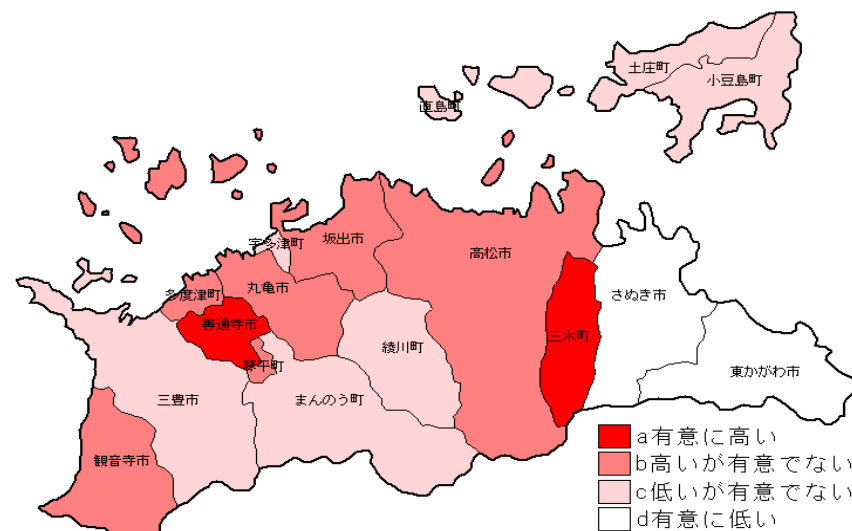 土庄町
小豆島町
直島町
宇多津町
坂出市
高松市
多度津町
丸亀市
さぬき市
善通寺市
三木町
綾川町
琴平町
東かがわ市
三豊市
まんのう町
観音寺市
a有意に高い
b高いが有意でない
c低いが有意でない
d有意に低い